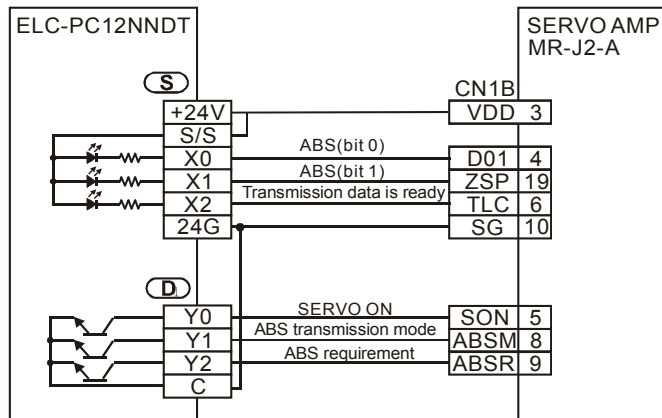 ELC-PC12NNDT
SERVO AMP
MR-J2-A
S
CN1B
+24V
VDD 3
S/S
X0
ABS(bit 0)
D01 4
X1
ABS(bit 1)
ZSP 19
X2
Transmission data is ready
TLC 6
24G
SG 10
D
Y0
SERVO ON
SON 5
Y1
ABS transmission mode
ABSM 8
Y2
ABS requirement
ABSR 9
C